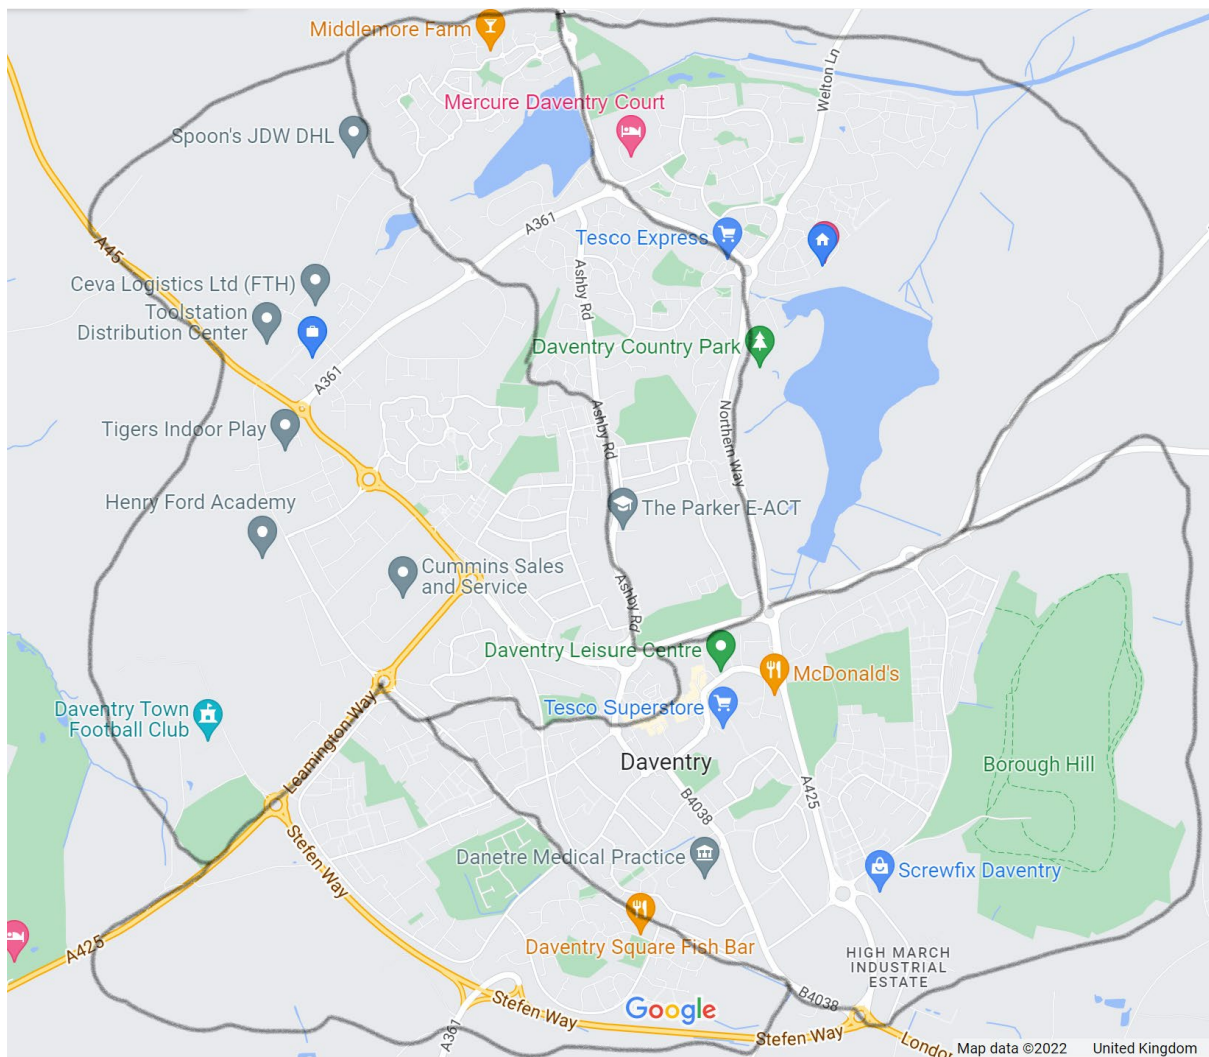 Middlemore Farm
Welton Ln
Mercure Daventry Court
Spoon's JDW DHL
A361
A45
Tesco Express
Ceva Logistics Ltd (FTH)
Ashby Rd
Toolstation
Distribution Center
Daventry Country Park
A361
Ashby Rd
Northern Way
Tigers Indoor Play
Henry Ford Academy
The Parker E-ACT
Cummins Sales
and Service
Ashby Rd
Daventry Leisure Centre
McDonald's
Daventry Town
Football Club
Leamington Way
Tesco Superstore
Daventry
Borough Hill
B4038
A425
Stefen Way
Danetre Medical Practice
Screwfix Daventry
A425
Daventry Square Fish Bar
HIGH MARCH
INDUSTRIAL
ESTATE
B4038
Stefen Way
Google
A361
Stefen Way
Londo
Map data ©2022
United Kingdom